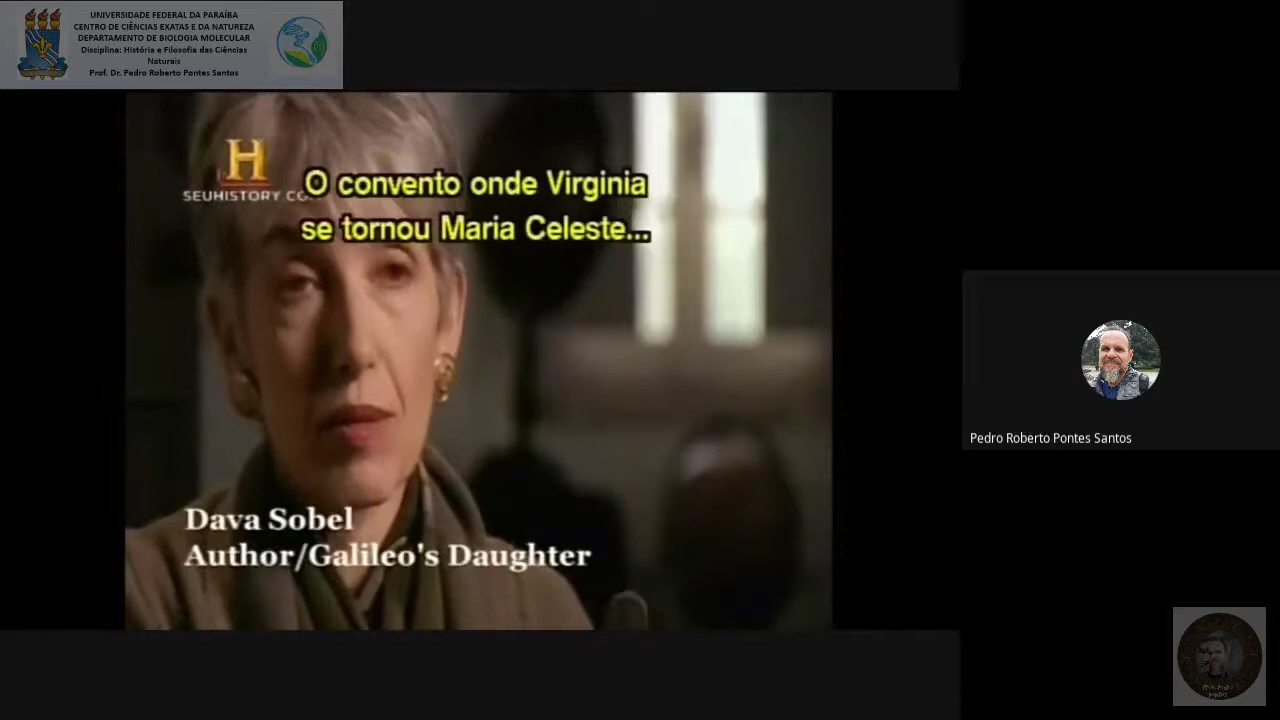 UNIVERSIDADE FEDERAL DA PARAÍBA
CENTRO DE CIÊNCIAS EXATAS E DA NATUREZA
DEPARTAMENTO DE BIOLOGIA MOLECULAR
Disciplina: História e Filosofia das Ciências
Naturais
Prof. Dr. Pedro Roberto Pontes Santos
H
SEUHISTORY.CO
O convento onde Virginia
se tornou Maria Celeste...
Dava Sobel
Author/Galileo's Daughter
Pedro Roberto Pontes Santos